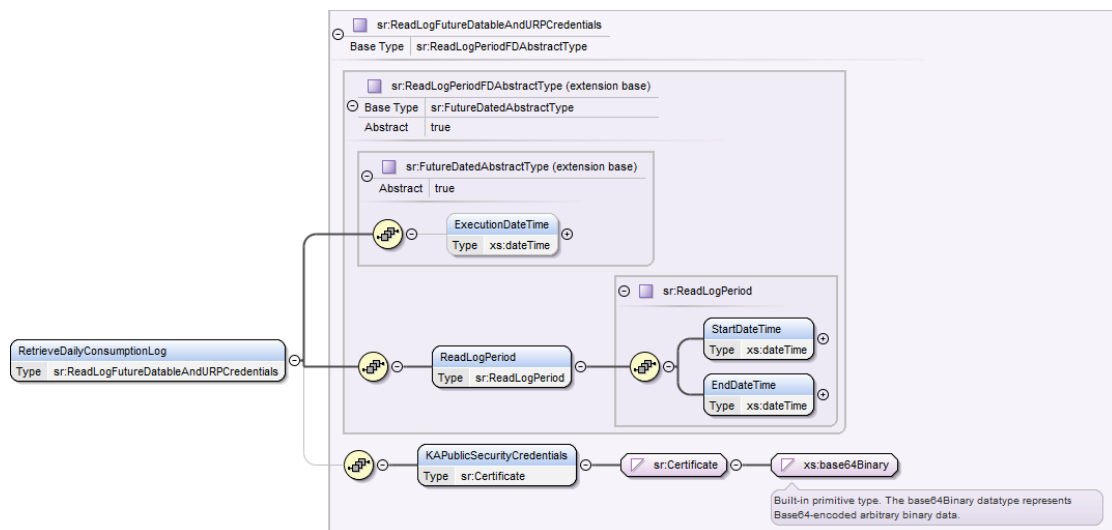 sr:ReadLogFutureDatableAndURPCredentials
Base Type sr:ReadLogPeriodFDAbstractType
sr:ReadLogPeriodFDAbstractType (extension base)
Base Type sr:FutureDatedAbstractType
Abstract true
sr:FutureDatedAbstractType (extension base)
Abstract true
ExecutionDateTime
Type xs:dateTime
sr:ReadLogPeriod
StartDateTime
Type xs:dateTime
RetrieveDailyConsumptionLog
Type sr:ReadLogFutureDatableAndURPCredentials
ReadLogPeriod
Type sr:ReadLogPeriod
EndDateTime
Type xs:dateTime
KAPublicSecurityCredentials
Type sr:Certificate
sr:Certificate
xs:base64Binary
Built-in primitive type. The base64Binary datatype represents
Base64-encoded arbitrary binary data.